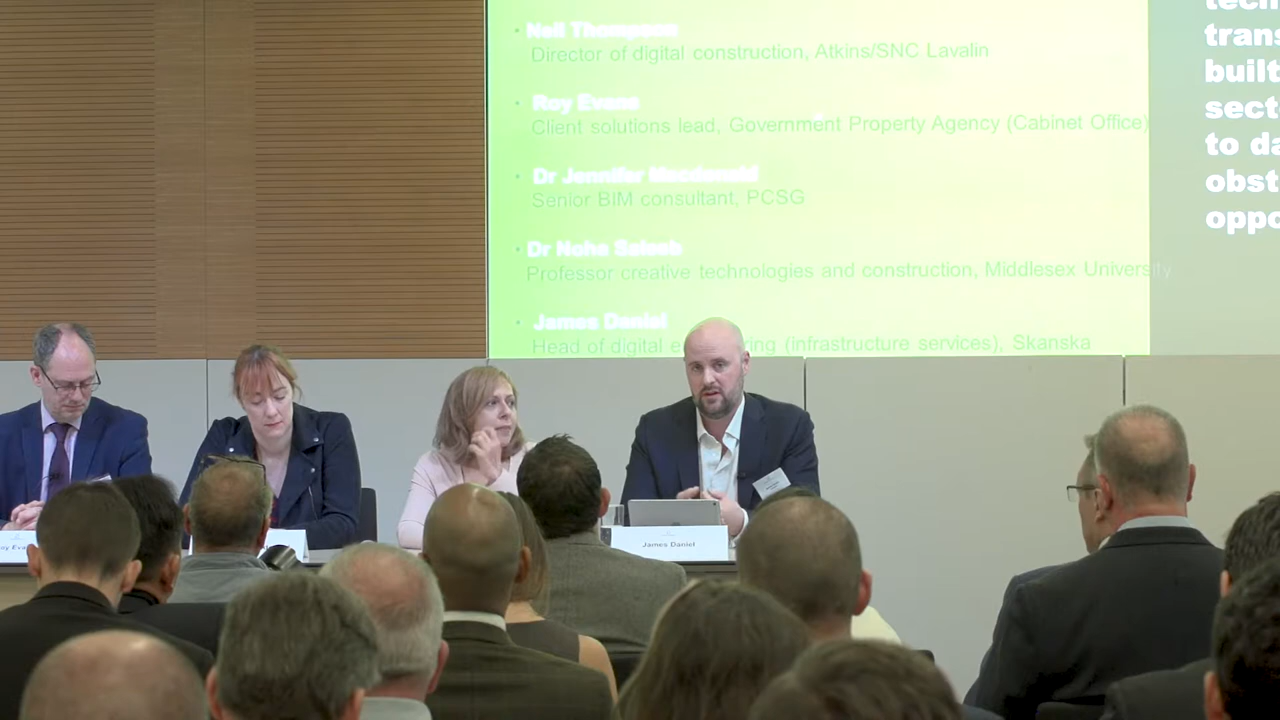 Neil Thompson
Director of digital construction, Atkins/SNC Lavalin
Roy Evans
Client solutions lead, Government Property Agency (Cabinet Office)
Dr Jennifer Macdonald
Senior BIM consultant, PCSG
Dr Noha Saleeb
Professor creative technologies and construction, Middlesex University
James Daniel
Head of digital (infrastructure services), Skanska
trans
built
sect
to da
obst
oppo
James Daniel